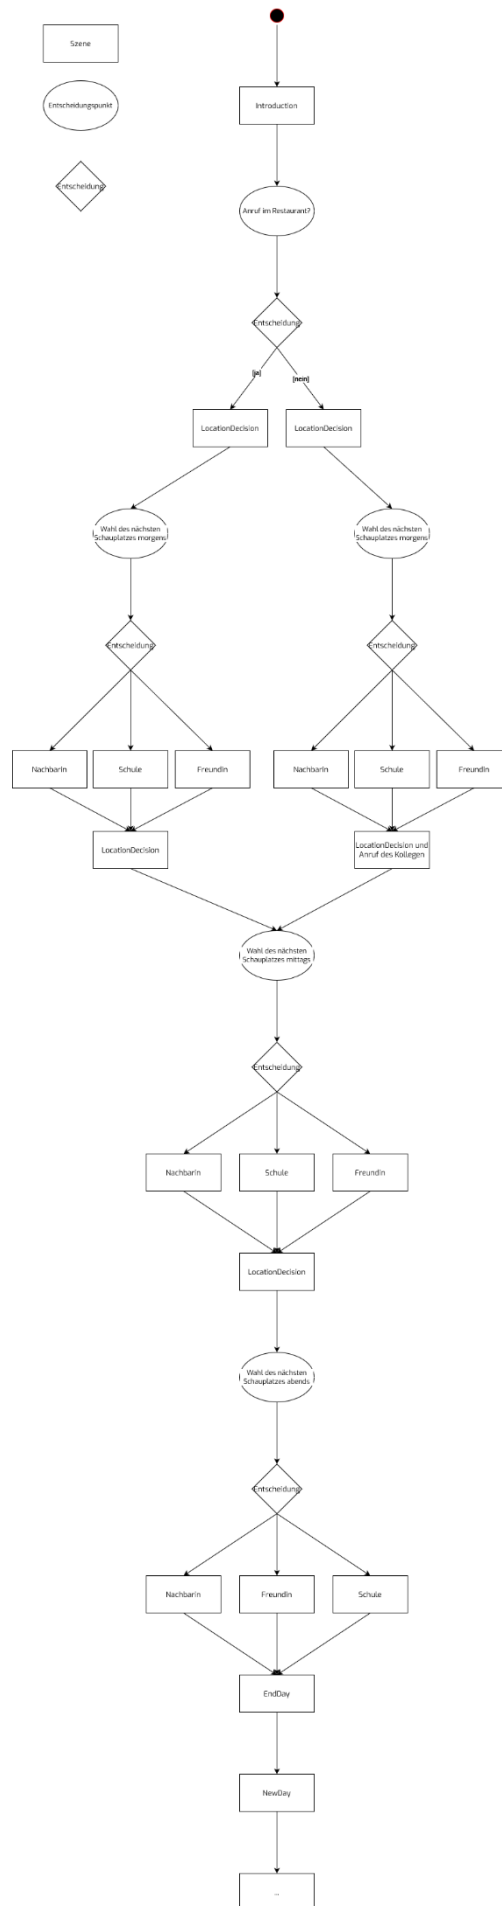 Szene
Entscheidungspunkt
Entscheidung
Introduction
Anruf im Restaurant?
Entscheidung
[ja]
[nein]
LocationDecision
LocationDecision
Wahl des nächsten
Schauplatzes morgens
Wahl des nächsten
Schauplatzes morgens
Entscheidung
Entscheidung
NachbarIn
Schule
FreundIn
NachbarIn
Schule
FreundIn
LocationDecision
LocationDecision und
Anruf des Kollegen
Wahl des nächsten
Schauplatzes mittags
Entscheidung
NachbarIn
Schule
FreundIn
LocationDecision
Wahl des nächsten
Schauplatzes abends
Entscheidung
NachbarIn
FreundIn
Schule
EndDay
NewDay
...